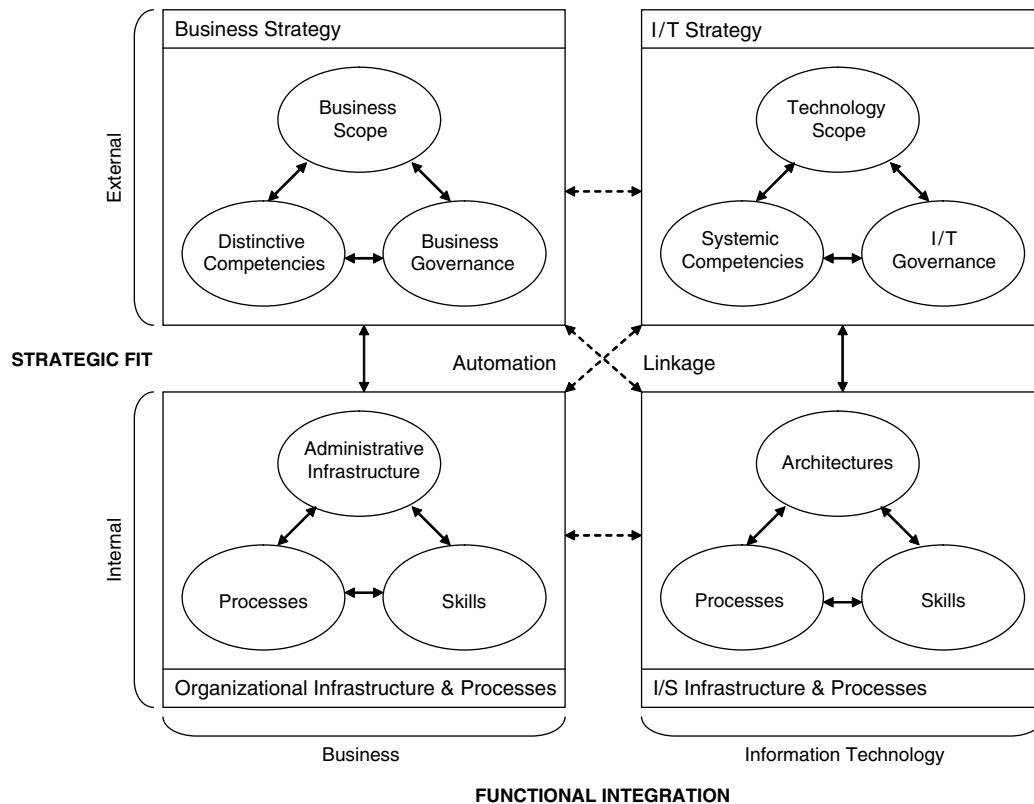 Business Strategy
I/T Strategy
Business
Scope
Technology
Scope
External
Distinctive
Competencies
Business
Governance
Systemic
Competencies
I/T
Governance
STRATEGIC FIT
Automation
Linkage
Administrative
Infrastructure
Architectures
Internal
Processes
Skills
Processes
Skills
Organizational Infrastructure & Processes
I/S Infrastructure & Processes
Business
Information Technology
FUNCTIONAL INTEGRATION